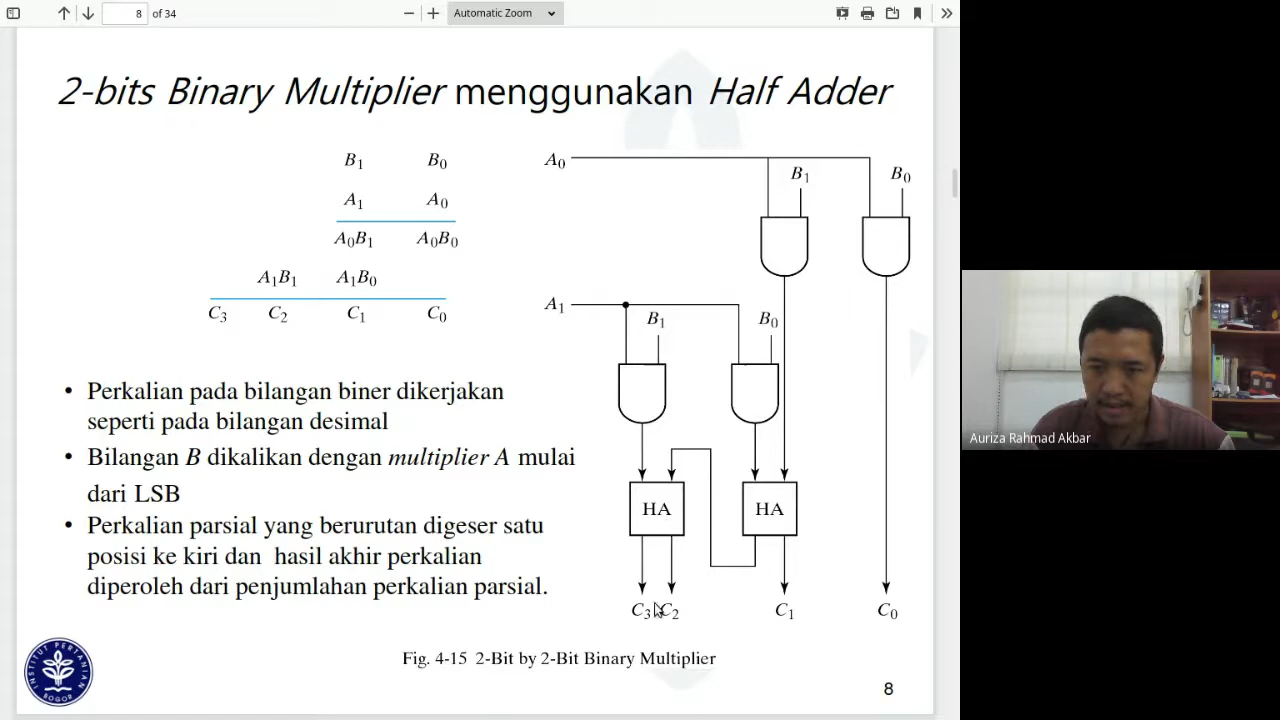 8 of 34
Automatic Zoom
2-bits Binary Multiplier menggunakan Half Adder
B₁ B₀
A₁ A₀
A₀B₁ A₀B₀
A₁B₁ A₁B₀
C₃ C₂ C₁ C₀
A₀
B₁ B₀
A₁
B₁ B₀
HA HA
C₃ C₂ C₁ C₀
• Perkalian pada bilangan biner dikerjakan
seperti pada bilangan desimal
• Bilangan B dikalikan dengan multiplier A mulai
dari LSB
• Perkalian parsial yang berurutan digeser satu
posisi ke kiri dan hasil akhir perkalian
diperoleh dari penjumlahan perkalian parsial.
Fig. 4-15 2-Bit by 2-Bit Binary Multiplier
INSTITUT PERTANIAN
BOGOR
8
Auriza Rahmad Akbar